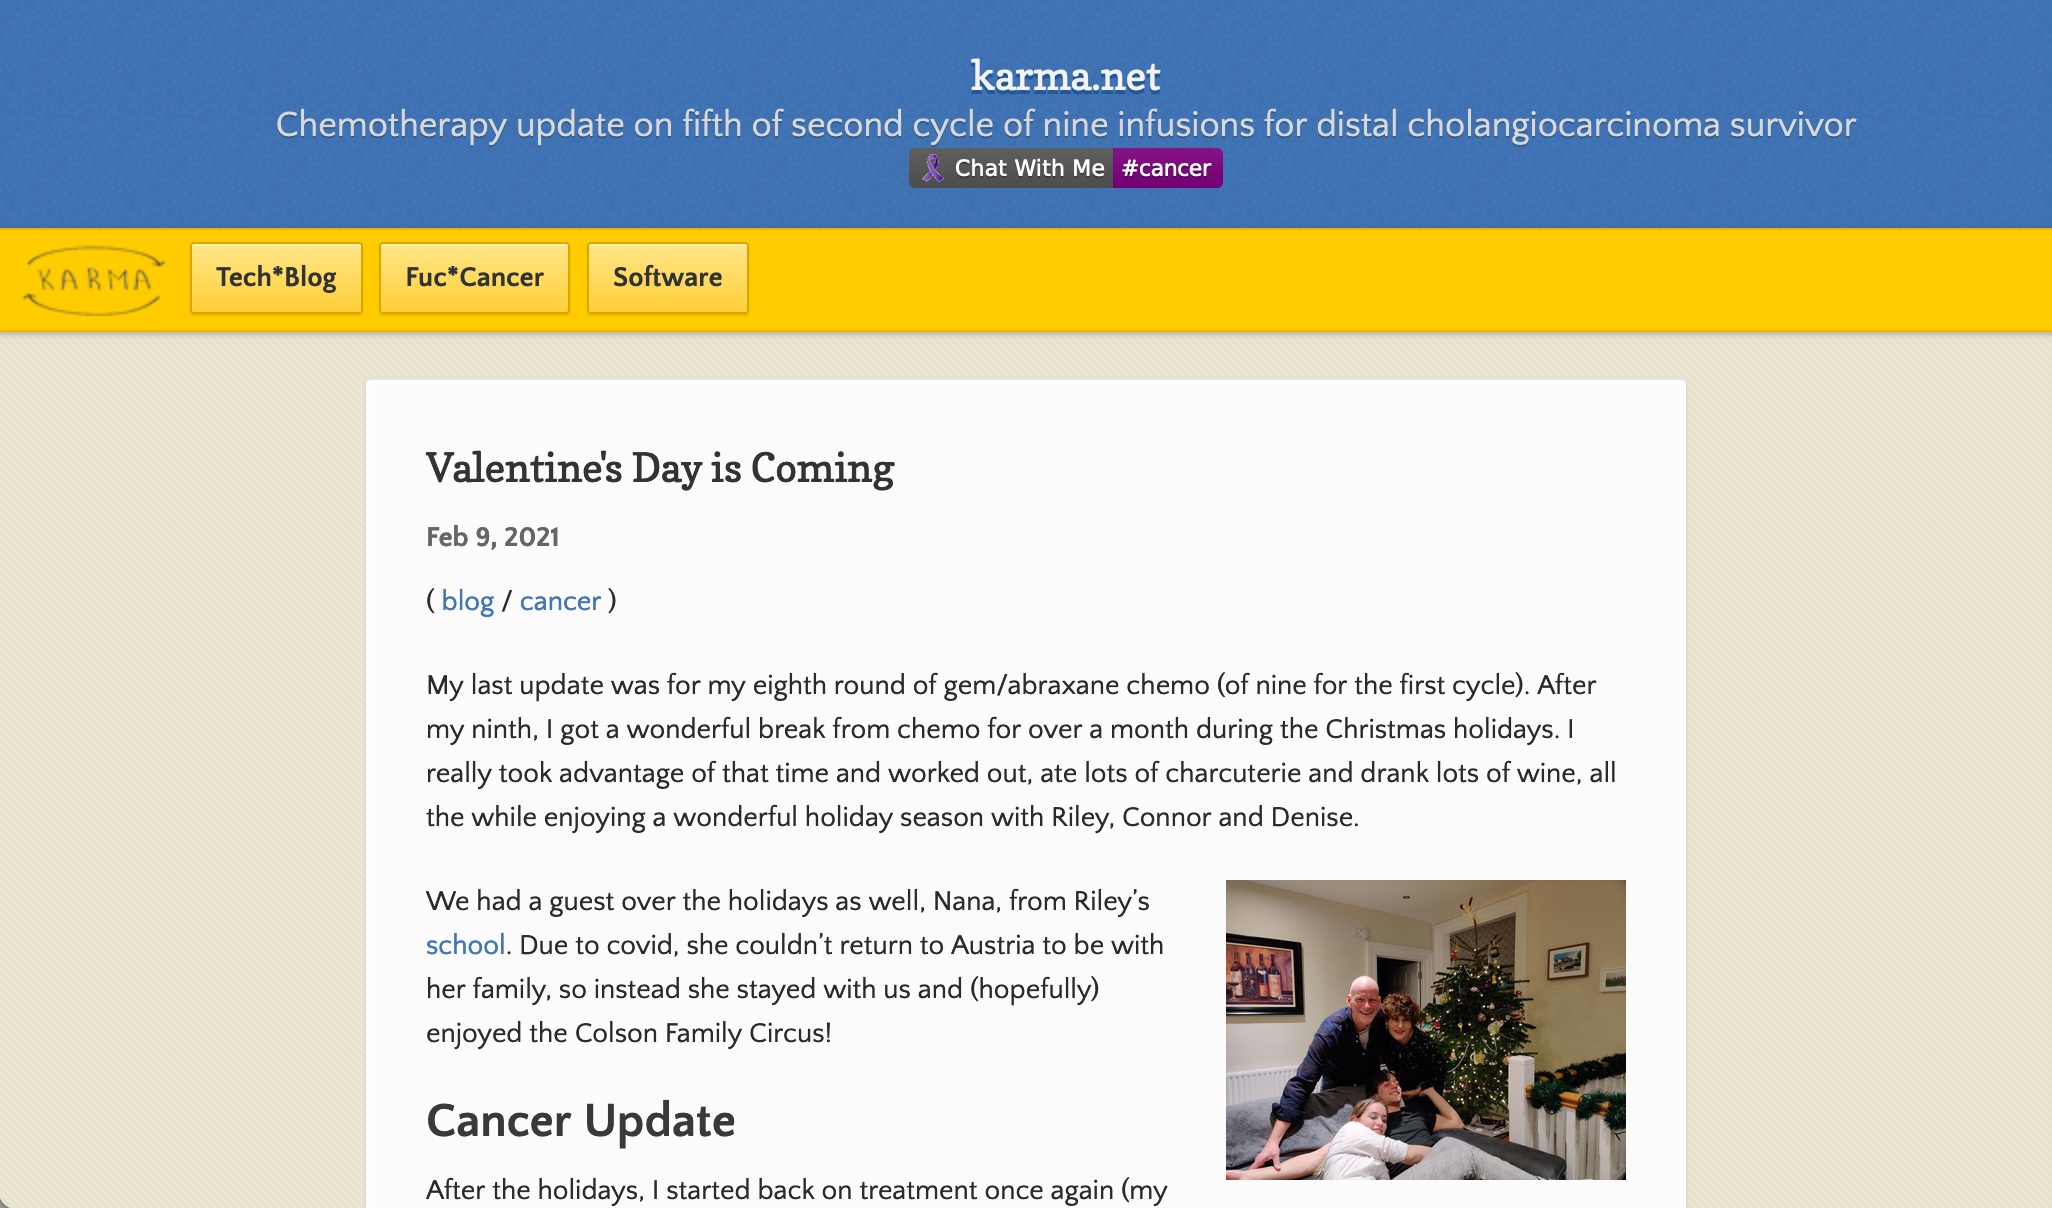 karma.net
Chemotherapy update on fifth of second cycle of nine infusions for distal cholangiocarcinoma survivor
Chat With Me #cancer
KARMA
Tech*Blog
Fuc*Cancer
Software
Valentine's Day is Coming
Feb 9, 2021
( blog / cancer )
My last update was for my eighth round of gem/abraxane chemo (of nine for the first cycle). After
my ninth, I got a wonderful break from chemo for over a month during the Christmas holidays. I
really took advantage of that time and worked out, ate lots of charcuterie and drank lots of wine, all
the while enjoying a wonderful holiday season with Riley, Connor and Denise.
We had a guest over the holidays as well, Nana, from Riley’s
school. Due to covid, she couldn’t return to Austria to be with
her family, so instead she stayed with us and (hopefully)
enjoyed the Colson Family Circus!
Cancer Update
After the holidays, I started back on treatment once again (my